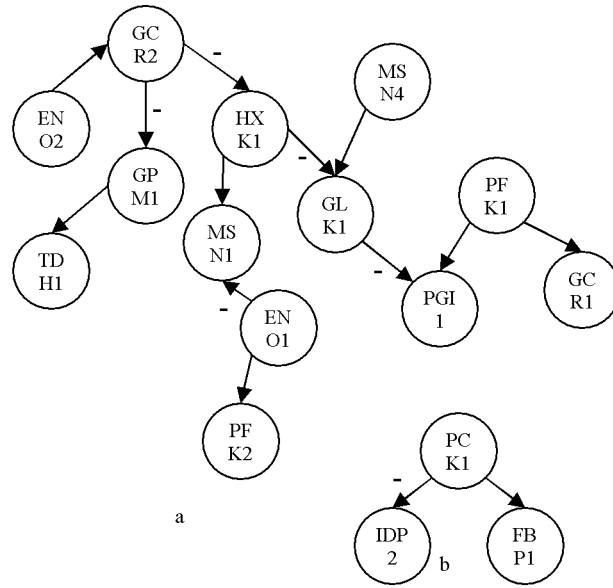 GC
R2
-
MS
N4
EN
O2
-
HX
K1
-
GP
M1
GL
K1
PF
K1
TD
H1
MS
N1
-
PGI
1
GC
R1
-
EN
O1
PF
K2
PC
K1
-
a
IDP
2
b
FB
P1